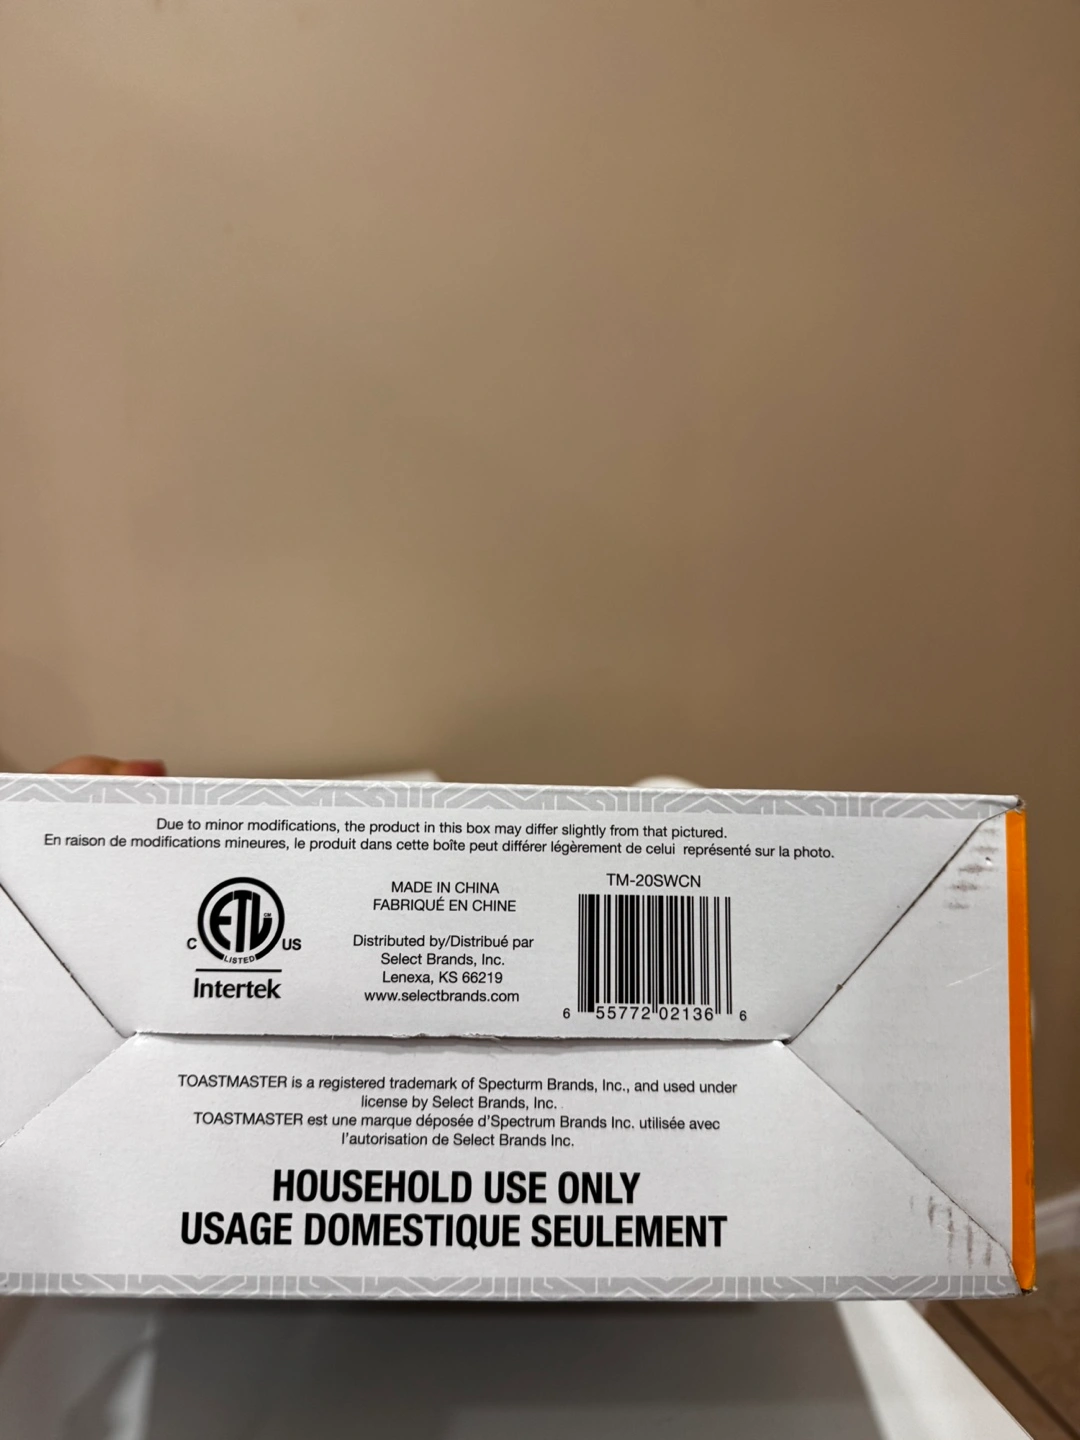 Due to minor modifications, the product in this box may differ slightly from that pictured.
En raison de modifications mineures, le produit dans cette boîte peut différer légèrement de celui représenté sur la photo.
C ETL CM US
LISTED
Intertek
MADE IN CHINA
FABRIQUÉ EN CHINE
Distributed by/Distribué par
Select Brands, Inc.
Lenexa, KS 66219
www.selectbrands.com
TM-20SWCN
6 55772 02136 6
TOASTMASTER is a registered trademark of Specturm Brands, Inc., and used under
license by Select Brands, Inc.
TOASTMASTER est une marque déposée d'Spectrum Brands Inc. utilisée avec
l'autorisation de Select Brands Inc.
HOUSEHOLD USE ONLY
USAGE DOMESTIQUE SEULEMENT